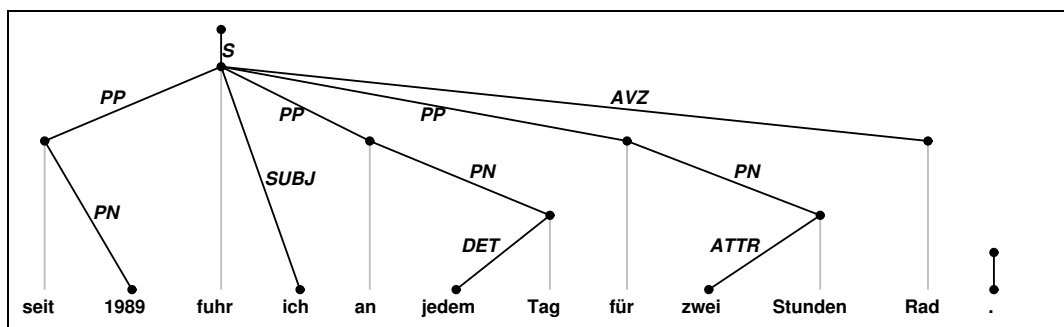 S
PP
AVZ
PP
PP
PN
PN
SUBJ
PN
DET
ATTR
seit 1989 fuhr ich an jedem Tag für zwei Stunden Rad .